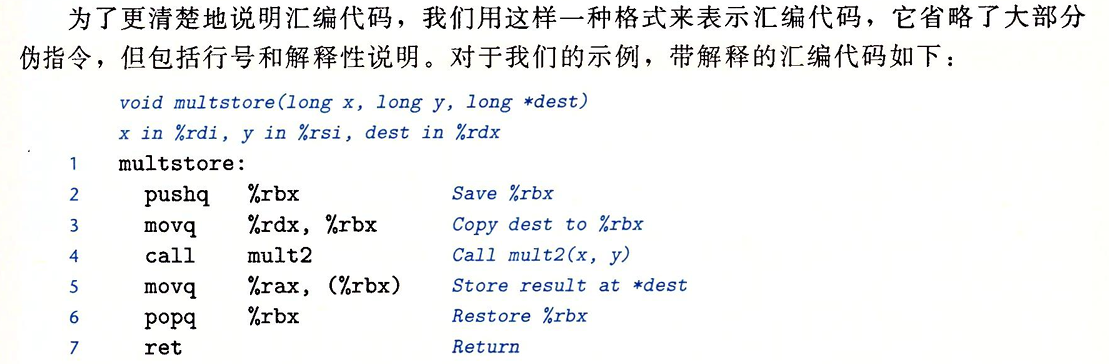 为了更清楚地说明汇编代码，我们用这样一种格式来表示汇编代码，它省略了大部分
伪指令，但包括行号和解释性说明。对于我们的示例，带解释的汇编代码如下：
void multstore(long x, long y, long *dest)
x in %rdi, y in %rsi, dest in %rdx
1 multstore:
2 pushq %rbx Save %rbx
3 movq %rdx, %rbx Copy dest to %rbx
4 call mult2 Call mult2(x, y)
5 movq %rax, (%rbx) Store result at *dest
6 popq %rbx Restore %rbx
7 ret Return